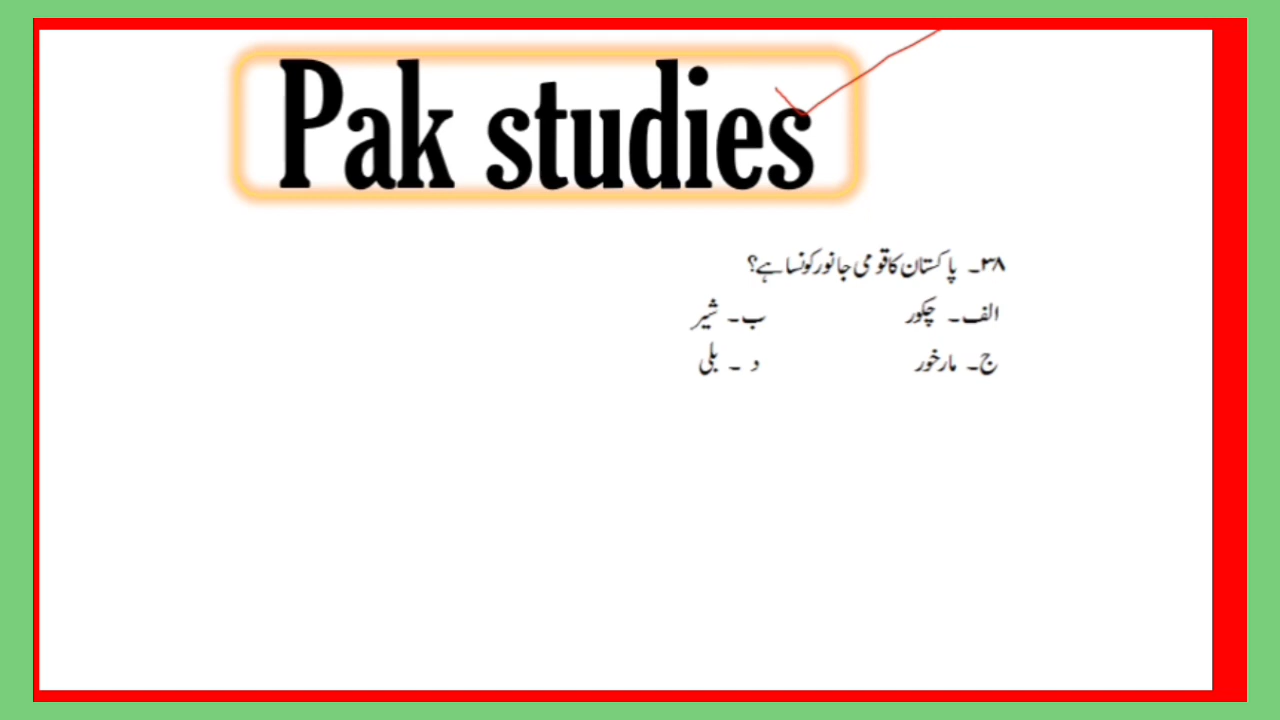 Pak studies
۳۸۔ پاکستان کا قومی جانور کونسا ہے؟
الف۔ چکور ب۔ شیر
ج۔ مارخور د ۔ بلی